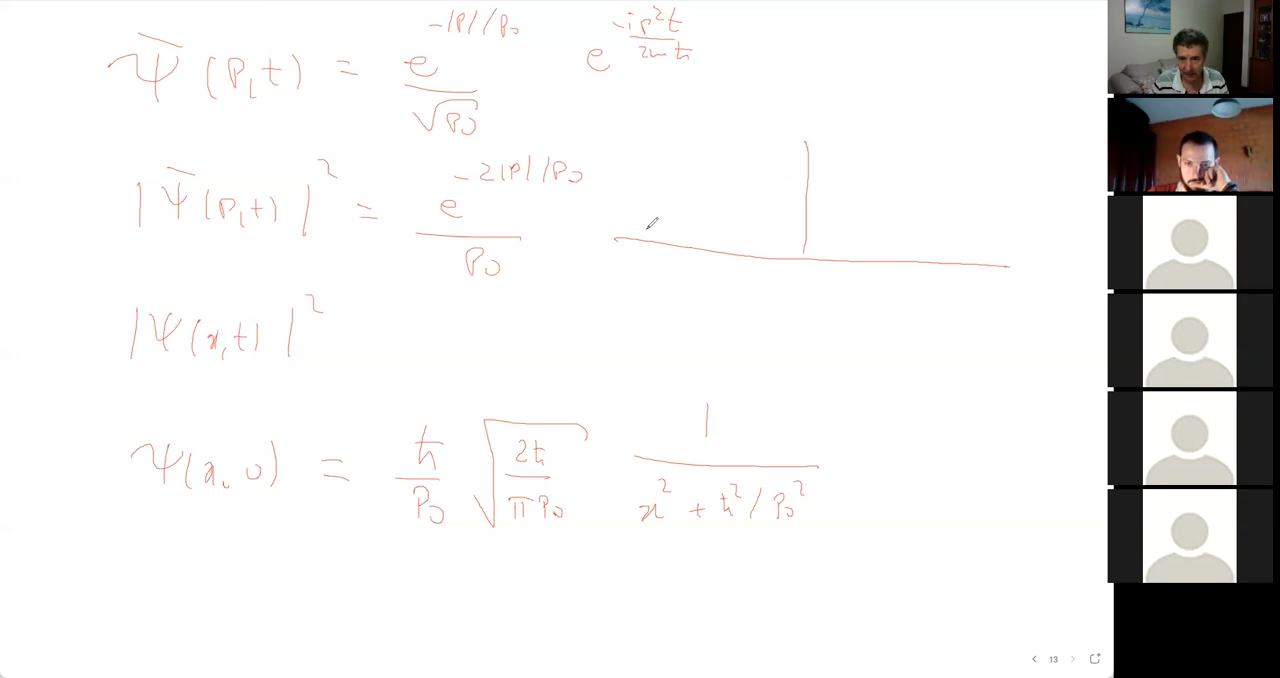 Ψ̅(p,t) = e^{-|p|/p₀} / √p₀ e^{-ip²t / 2mħ}
|Ψ̅(p,t)|² = e^{-2|p|/p₀} / p₀
|Ψ(x,t)|²
Ψ(x,0) = ħ/p₀ √(2ħ / πp₀) 1 / (x² + ħ²/p₀²)
13